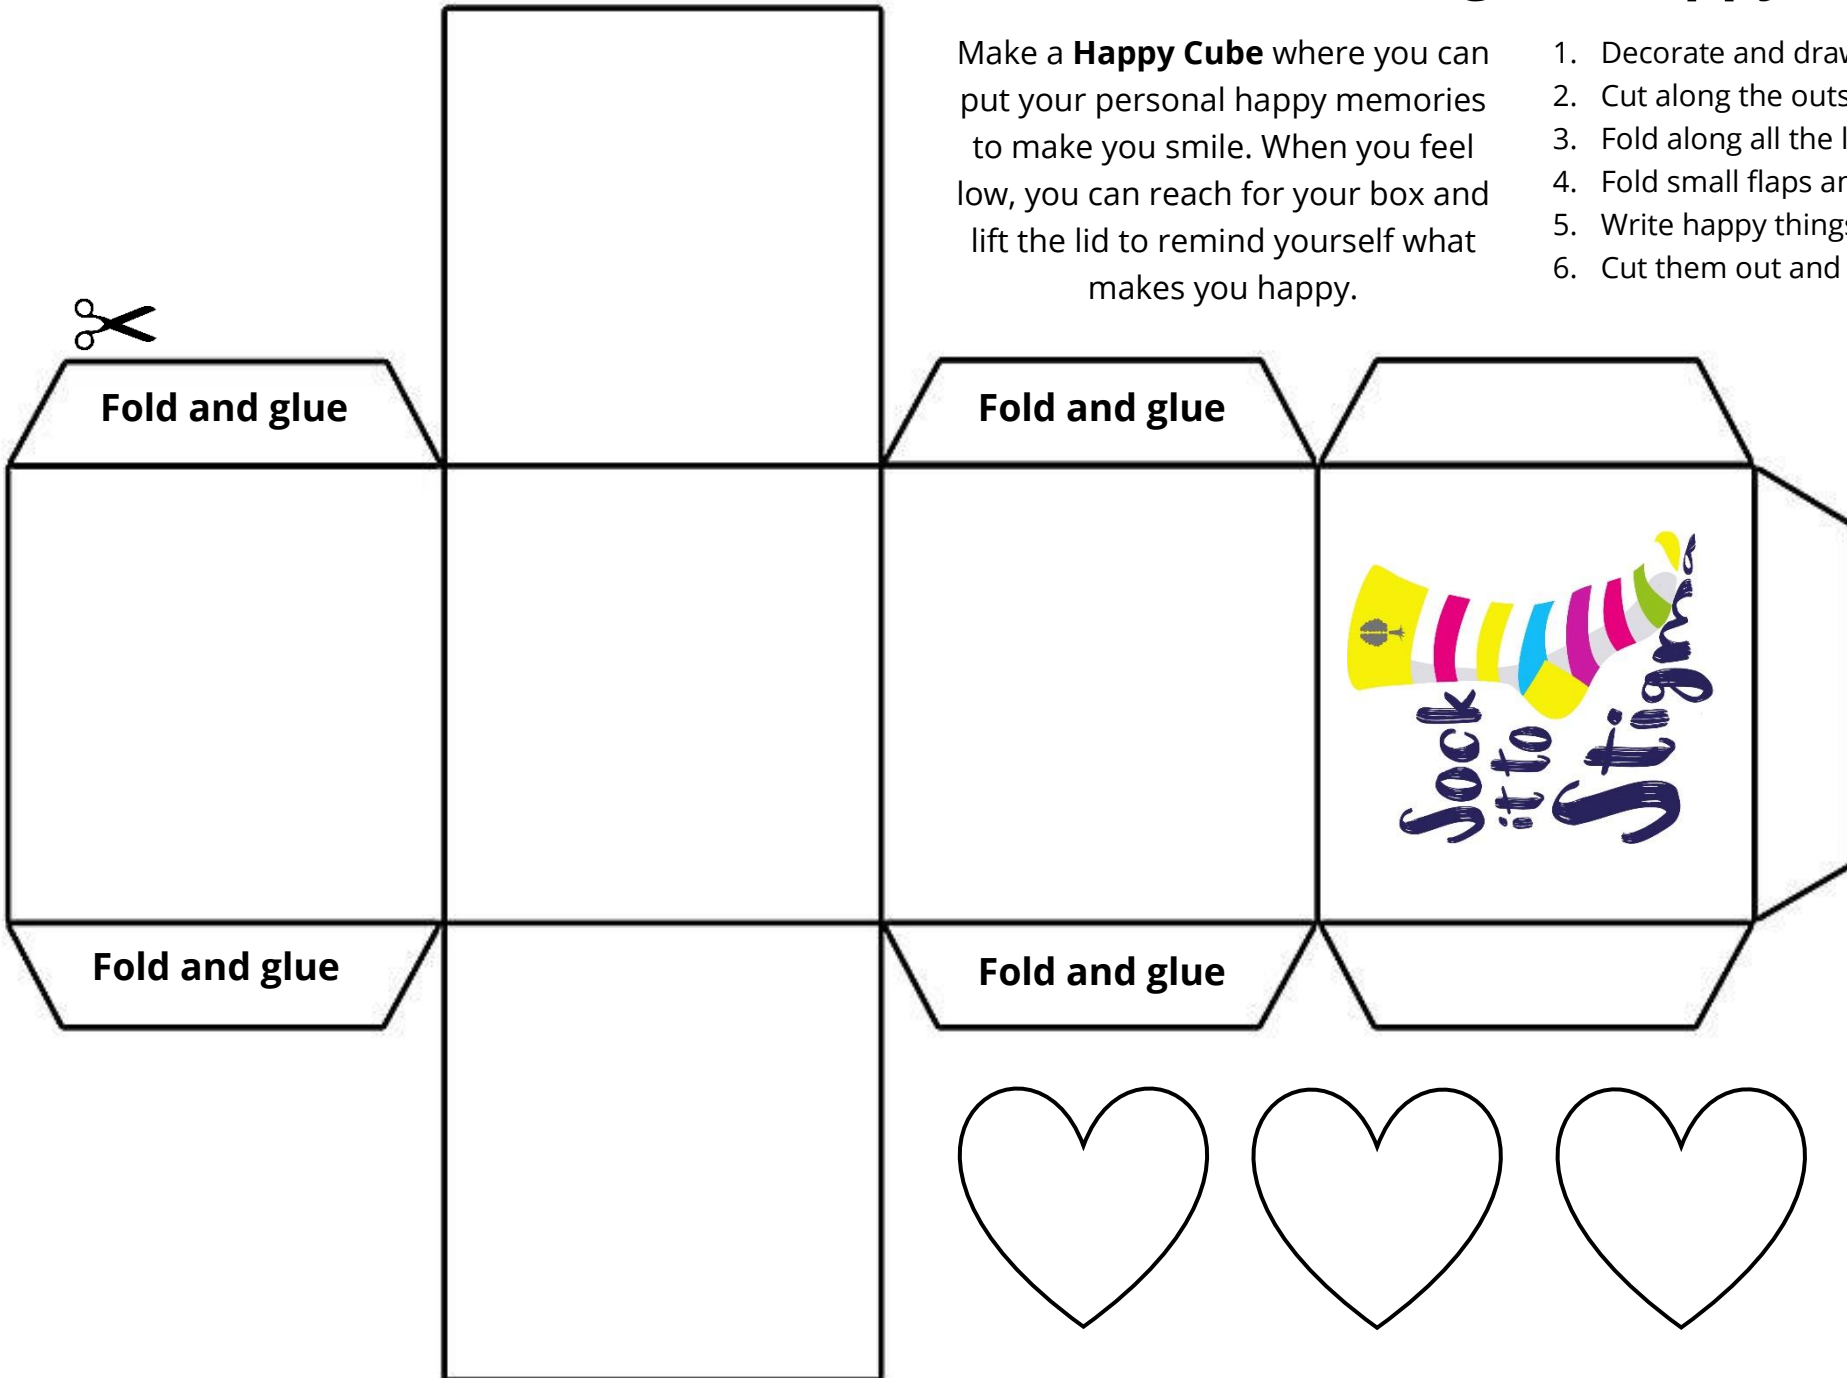 Make a Happy Cube where you can
put your personal happy memories
to make you smile. When you feel
low, you can reach for your box and
lift the lid to remind yourself what
makes you happy.
1. Decorate and draw
2. Cut along the outs
3. Fold along all the l
4. Fold small flaps an
5. Write happy things
6. Cut them out and
Fold and glue
Fold and glue
Sock
it to
Stigma
Fold and glue
Fold and glue